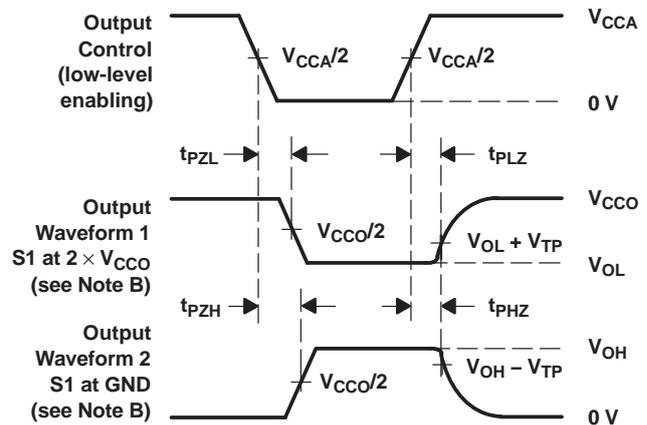 Output
Control
(low-level
enabling)
V_CCA/2
V_CCA/2
V_CCA
0 V
t_PZL
t_PLZ
Output
Waveform 1
S1 at 2 × V_CCO
(see Note B)
V_CCO/2
V_CCO
V_OL + V_TP
V_OL
t_PZH
t_PHZ
Output
Waveform 2
S1 at GND
(see Note B)
V_CCO/2
V_OH
V_OH − V_TP
0 V